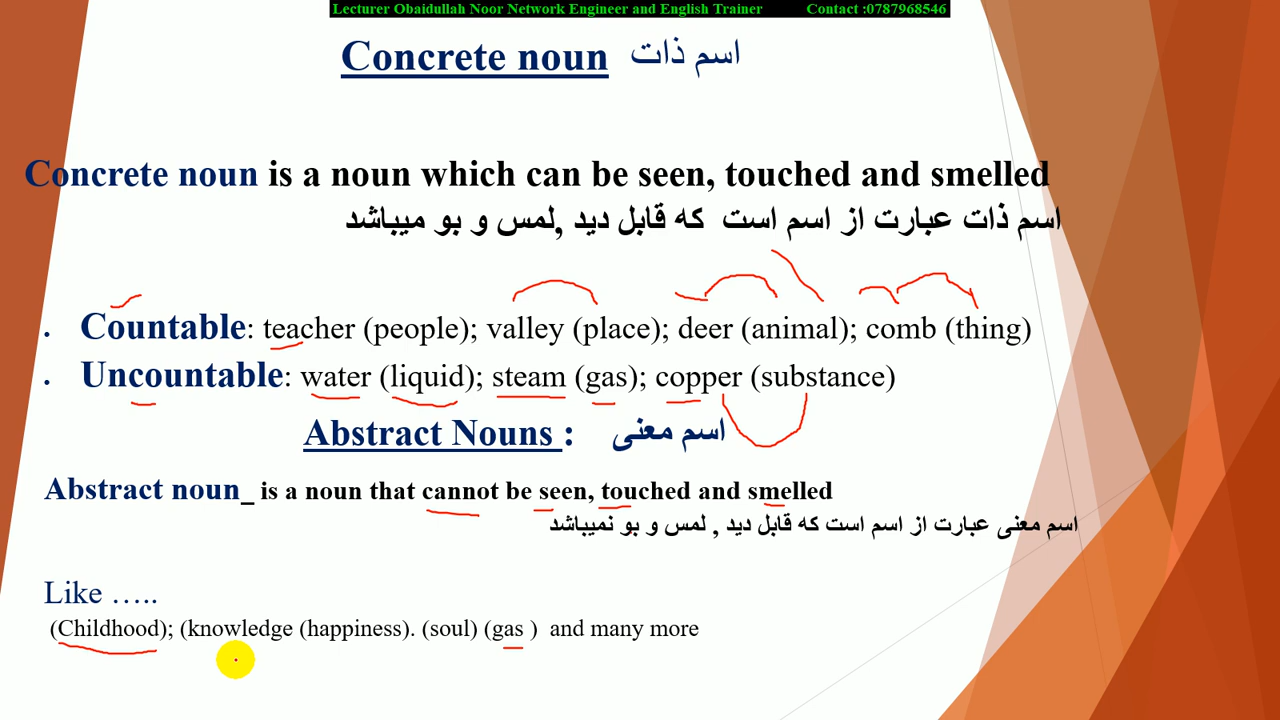 Lecturer Obaidullah Noor Network Engineer and English Trainer Contact :0787968546
Concrete noun اسم ذات
Concrete noun is a noun which can be seen, touched and smelled
اسم ذات عبارت از اسم است که قابل دید ,لمس و بو میباشد
• Countable: teacher (people); valley (place); deer (animal); comb (thing)
• Uncountable: water (liquid); steam (gas); copper (substance)
Abstract Nouns : اسم معنی
Abstract noun_ is a noun that cannot be seen, touched and smelled
اسم معنی عبارت از اسم است که قابل دید , لمس و بو نمیباشد
Like …..
(Childhood); (knowledge (happiness). (soul) (gas ) and many more